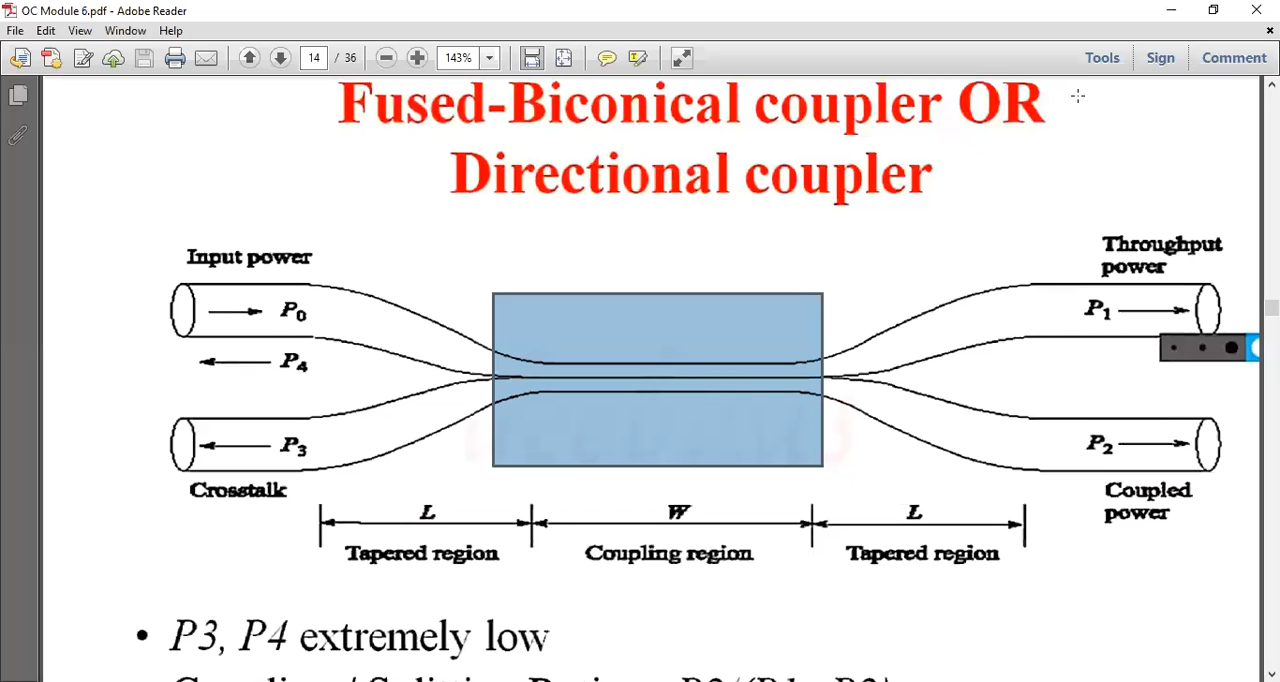 OC Module 6.pdf - Adobe Reader
File Edit View Window Help
14 / 36 143% Tools Sign Comment
Fused-Biconical coupler OR
Directional coupler
Input power
Throughput
power
P0
P1
P4
P3
P2
Crosstalk
Coupled
power
L W L
Tapered region Coupling region Tapered region
• P3, P4 extremely low